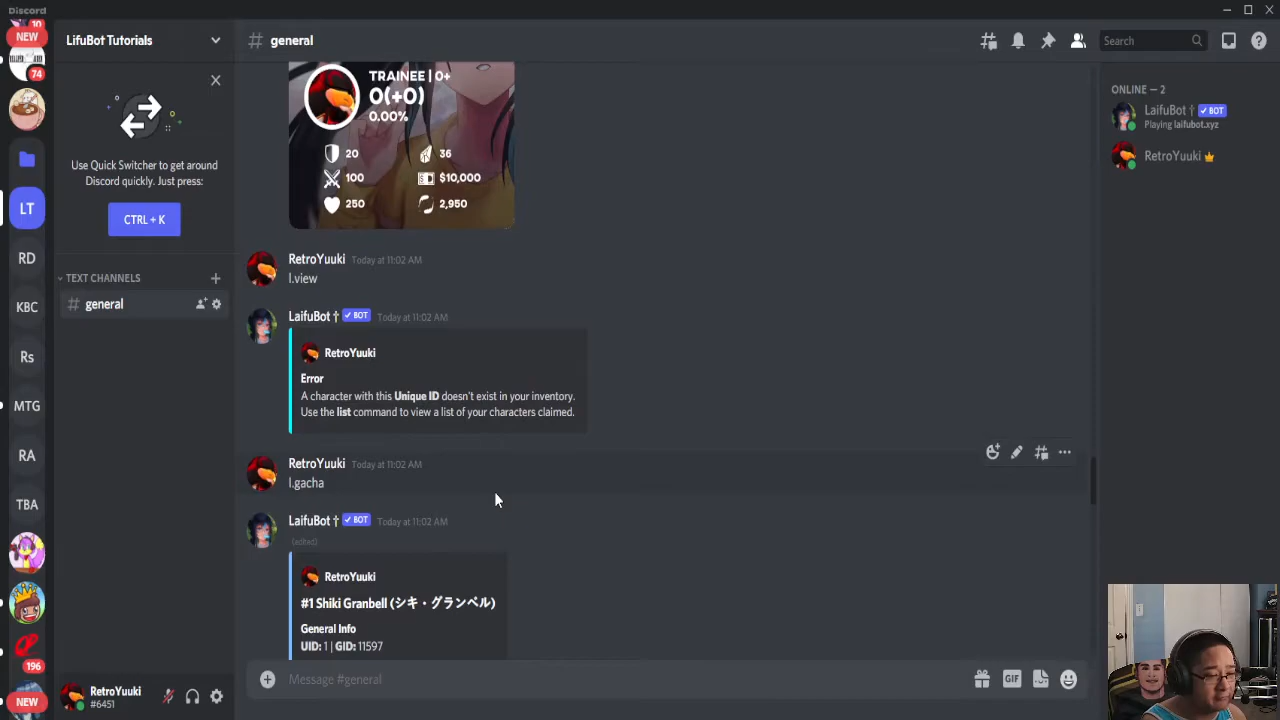 Discord
10
NEW
74
LT
RD
KBC
Rs
MTG
RA
TBA
196
NEW
LifuBot Tutorials
Use Quick Switcher to get around
Discord quickly. Just press:
CTRL + K
TEXT CHANNELS
# general
RetroYuuki
#6451
# general
Search
TRAINEE | 0+
0(+0)
0.00%
20
36
100
$10,000
250
2,950
RetroYuuki Today at 11:02 AM
l.view
LaifuBot † ✓ BOT Today at 11:02 AM
RetroYuuki
Error
A character with this Unique ID doesn't exist in your inventory.
Use the list command to view a list of your characters claimed.
RetroYuuki Today at 11:02 AM
l.gacha
LaifuBot † ✓ BOT Today at 11:02 AM
(edited)
RetroYuuki
#1 Shiki Granbell (シキ・グランベル)
General Info
UID: 1 | GID: 11597
Message #general
GIF
ONLINE — 2
LaifuBot † ✓ BOT
Playing laifubot.xyz
RetroYuuki